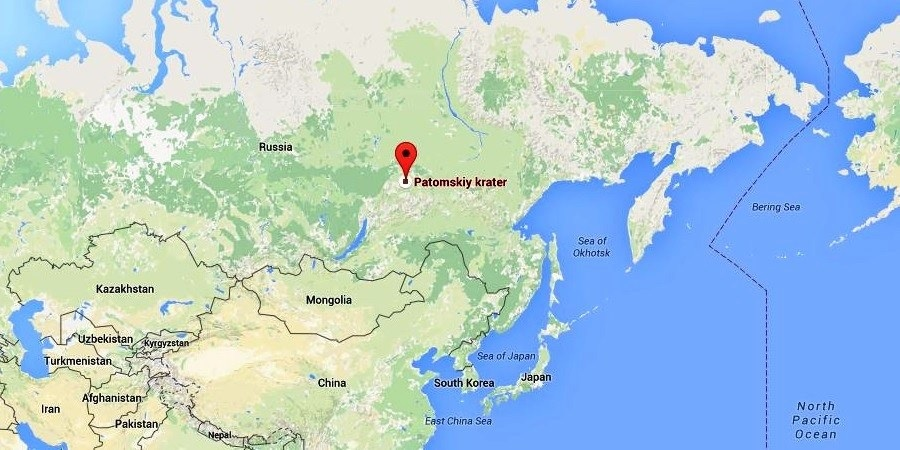 Russia
Patomskiy krater
Bering Sea
Sea of
Okhotsk
Kazakhstan
Mongolia
Uzbekistan
Kyrgyzstan
Sea of Japan
Turkmenistan
China
South Korea
Japan
Afghanistan
Iran
Pakistan
East China Sea
North
Pacific
Ocean
Nepal